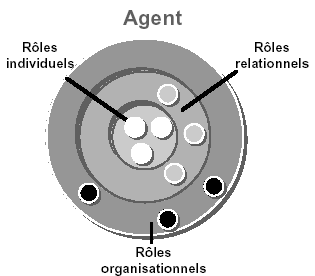 Agent
Rôles
individuels
Rôles
relationnels
Rôles
organisationnels